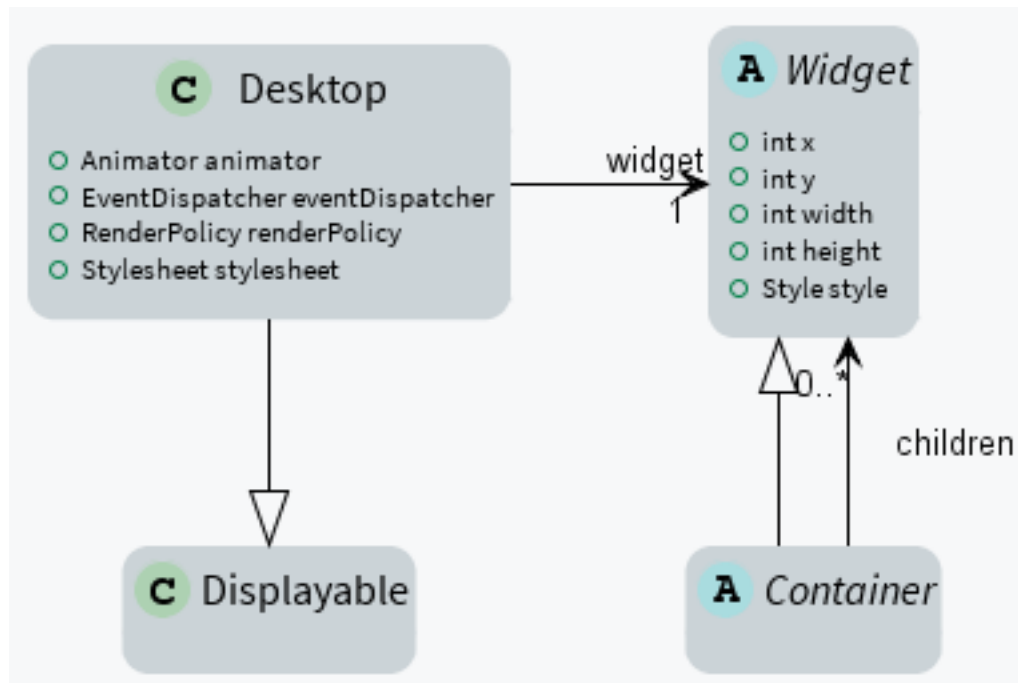 C Desktop
Animator animator
EventDispatcher eventDispatcher
RenderPolicy renderPolicy
Stylesheet stylesheet
widget
1
A Widget
int x
int y
int width
int height
Style style
0..*
children
C Displayable
A Container